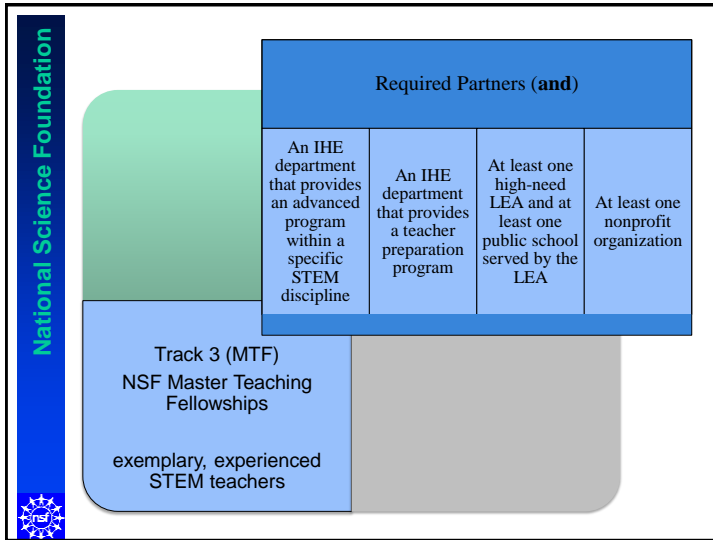 National Science Foundation
Required Partners (and)
An IHE
department
that provides
an advanced
program
within a
specific
STEM
discipline
An IHE
department
that provides
a teacher
preparation
program
At least one
high-need
LEA and at
least one
public school
served by the
LEA
At least one
nonprofit
organization
Track 3 (MTF)
NSF Master Teaching
Fellowships
exemplary, experienced
STEM teachers
nsf